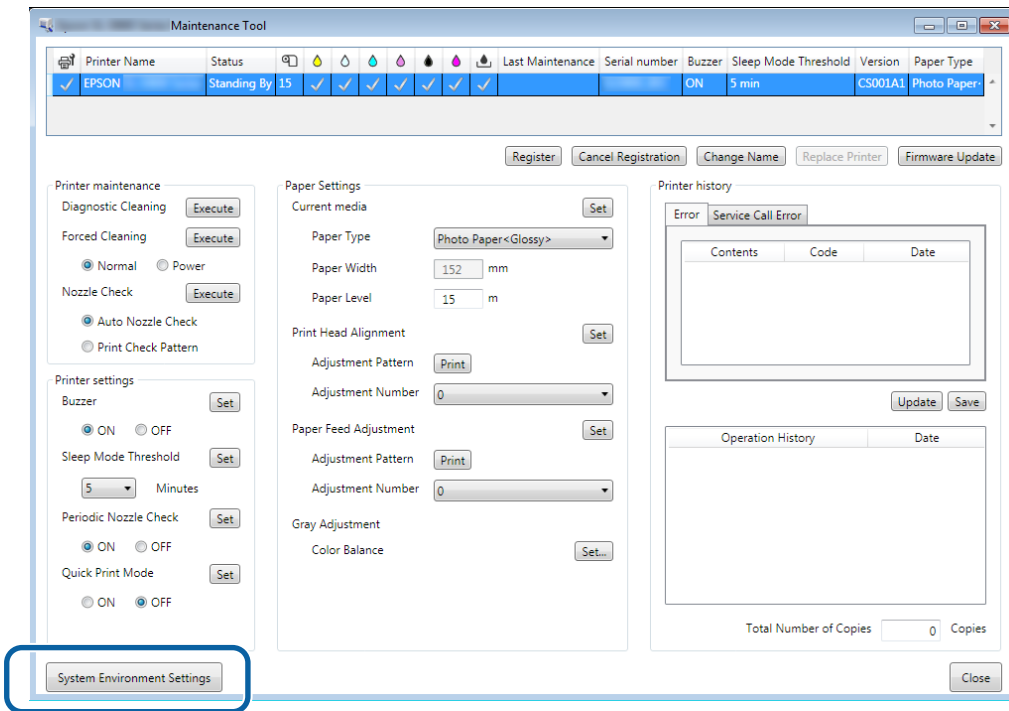 Maintenance Tool
Printer Name Status Last Maintenance Serial number Buzzer Sleep Mode Threshold Version Paper Type
EPSON Standing By 15 ON 5 min CS001A1 Photo Paper
Register Cancel Registration Change Name Replace Printer Firmware Update
Printer maintenance
Diagnostic Cleaning Execute
Forced Cleaning Execute
Normal Power
Nozzle Check Execute
Auto Nozzle Check
Print Check Pattern
Printer settings
Buzzer Set
ON OFF
Sleep Mode Threshold Set
5 Minutes
Periodic Nozzle Check Set
ON OFF
Quick Print Mode Set
ON OFF
Paper Settings
Current media Set
Paper Type Photo Paper<Glossy>
Paper Width 152 mm
Paper Level 15 m
Print Head Alignment Set
Adjustment Pattern Print
Adjustment Number 0
Paper Feed Adjustment Set
Adjustment Pattern Print
Adjustment Number 0
Gray Adjustment
Color Balance Set...
Printer history
Error Service Call Error
Contents Code Date
Update Save
Operation History Date
Total Number of Copies 0 Copies
System Environment Settings Close